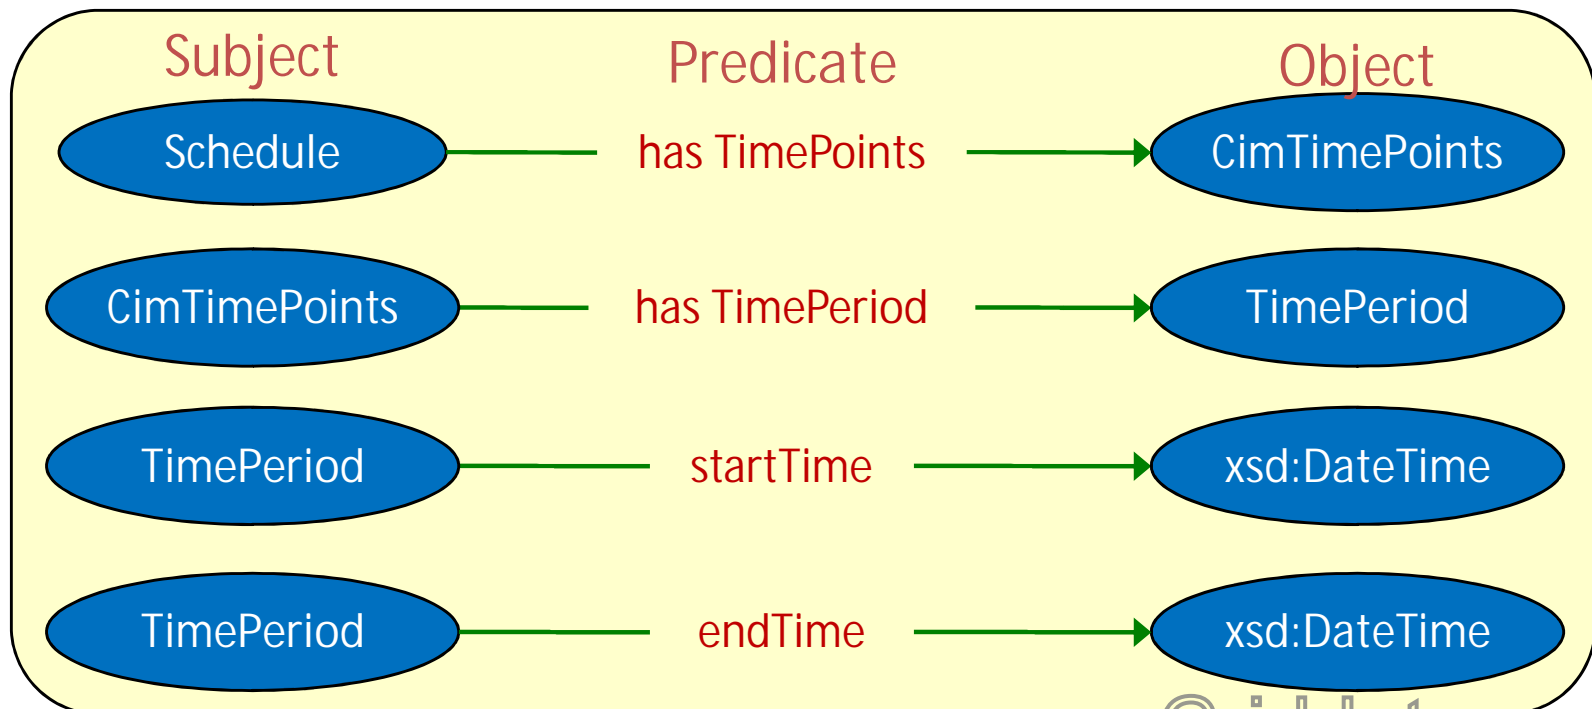 Subject Predicate Object
Schedule has TimePoints CimTimePoints
CimTimePoints has TimePeriod TimePeriod
TimePeriod startTime xsd:DateTime
TimePeriod endTime xsd:DateTime